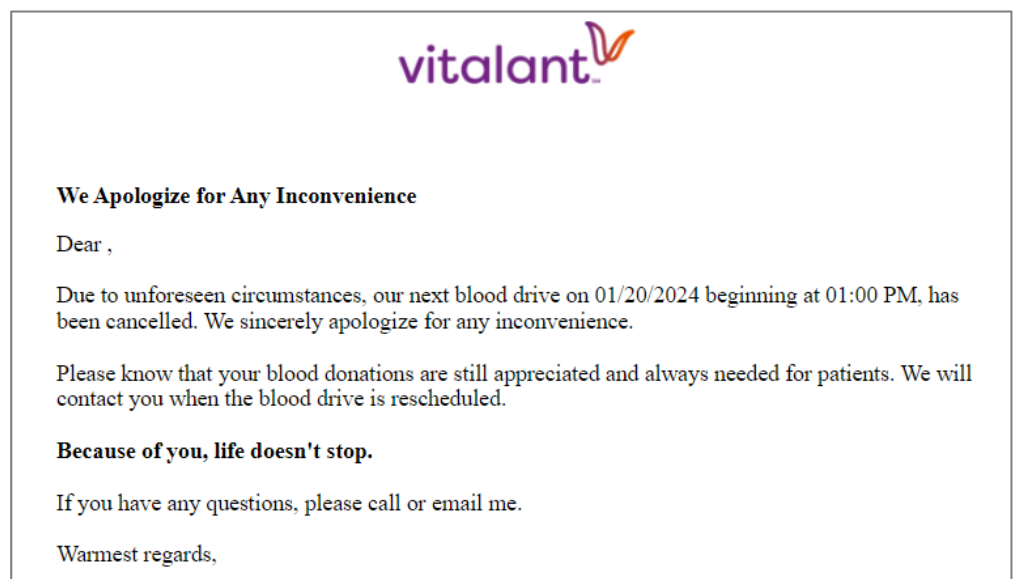 vitalant
We Apologize for Any Inconvenience
Dear ,
Due to unforeseen circumstances, our next blood drive on 01/20/2024 beginning at 01:00 PM, has
been cancelled. We sincerely apologize for any inconvenience.
Please know that your blood donations are still appreciated and always needed for patients. We will
contact you when the blood drive is rescheduled.
Because of you, life doesn't stop.
If you have any questions, please call or email me.
Warmest regards,